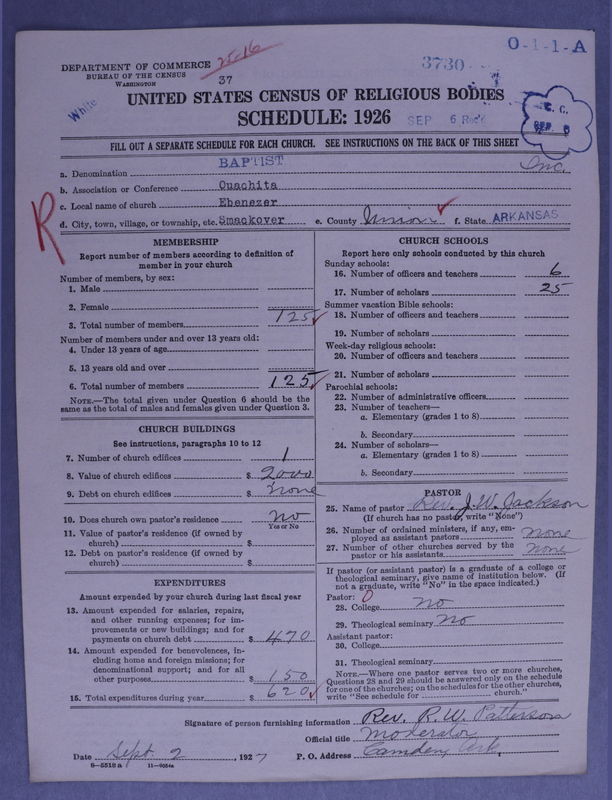 O-1-1-A
DEPARTMENT OF COMMERCE
BUREAU OF THE CENSUS
WASHINGTON
25-16
37
3730
White
UNITED STATES CENSUS OF RELIGIOUS BODIES
SCHEDULE: 1926
SEP 6 Rec'd
FILL OUT A SEPARATE SCHEDULE FOR EACH CHURCH. SEE INSTRUCTIONS ON THE BACK OF THIS SHEET
a. Denomination BAPTIST Inc.
b. Association or Conference Ouachita
c. Local name of church Ebenezer
d. City, town, village, or township, etc. Smackover e. County Union f. State ARKANSAS
R
MEMBERSHIP
Report number of members according to definition of
member in your church
Number of members, by sex:
1. Male
2. Female
3. Total number of members 125
Number of members under and over 13 years old:
4. Under 13 years of age
5. 13 years old and over
6. Total number of members 125
NOTE.—The total given under Question 6 should be the
same as the total of males and females given under Question 3.
CHURCH BUILDINGS
See instructions, paragraphs 10 to 12
7. Number of church edifices 1
8. Value of church edifices $ 2000
9. Debt on church edifices $ none
10. Does church own pastor's residence no
Yes or No
11. Value of pastor's residence (if owned by
church) $
12. Debt on pastor's residence (if owned by
church) $
EXPENDITURES
Amount expended by your church during last fiscal year
13. Amount expended for salaries, repairs,
and other running expenses; for im-
provements or new buildings; and for
payments on church debt $ 470
14. Amount expended for benevolences, in-
cluding home and foreign missions; for
denominational support; and for all
other purposes $ 150
15. Total expenditures during year $ 620
CHURCH SCHOOLS
Report here only schools conducted by this church
Sunday schools:
16. Number of officers and teachers 6
17. Number of scholars 25
Summer vacation Bible schools:
18. Number of officers and teachers
19. Number of scholars
Week-day religious schools:
20. Number of officers and teachers
21. Number of scholars
Parochial schools:
22. Number of administrative officers
23. Number of teachers—
a. Elementary (grades 1 to 8)
b. Secondary
24. Number of scholars—
a. Elementary (grades 1 to 8)
b. Secondary
PASTOR
25. Name of pastor Rev. J. W. Jackson
(If church has no pastor, write "None")
26. Number of ordained ministers, if any, em-
ployed as assistant pastors none
27. Number of other churches served by the
pastor or his assistants none
If pastor (or assistant pastor) is a graduate of a college or
theological seminary, give name of institution below. (If
not a graduate, write "No" in the space indicated.)
Pastor: 0
28. College no
29. Theological seminary no
Assistant pastor:
30. College
31. Theological seminary
NOTE.—Where one pastor serves two or more churches,
Questions 28 and 29 should be answered only on the schedule
for one of the churches; on the schedules for the other churches,
write "See schedule for church."
Signature of person furnishing information Rev. R. W. Patterson
Official title moderator
Date Sept 2, 1927 P. O. Address Camden, Ark.
8—5518a 11—9054a